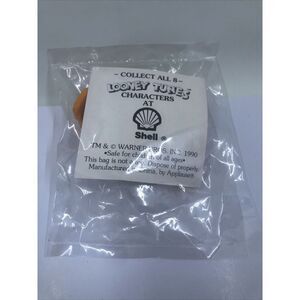 - COLLECT ALL 8 -
LOONEY TUNES
CHARACTERS
AT
Shell ®
TM & © WARNER BROS. INC. 1990
•Safe for children of all ages•
This bag is not a toy. Dispose of properly.
Manufactured in China, by Applause®